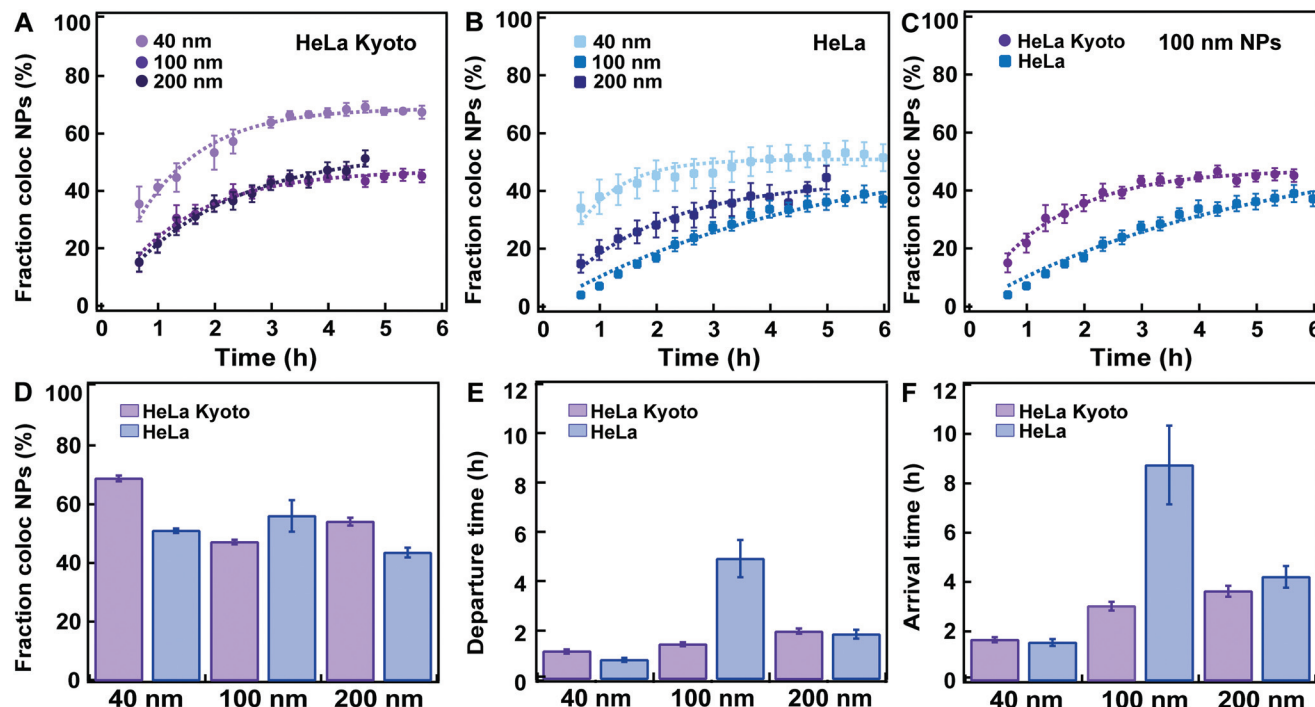 A
100
80
60
40
20
0
Fraction coloc NPs (%)
40 nm
100 nm
200 nm
HeLa Kyoto
0 1 2 3 4 5 6
Time (h)
B
100
80
60
40
20
0
Fraction coloc NPs (%)
40 nm
100 nm
200 nm
HeLa
0 1 2 3 4 5 6
Time (h)
C
100
80
60
40
20
0
Fraction coloc NPs (%)
HeLa Kyoto
HeLa
100 nm NPs
0 1 2 3 4 5 6
Time (h)
D
100
80
60
40
20
0
Fraction coloc NPs (%)
HeLa Kyoto
HeLa
40 nm 100 nm 200 nm
E
12
10
8
6
4
2
0
Departure time (h)
HeLa Kyoto
HeLa
40 nm 100 nm 200 nm
F
12
10
8
6
4
2
0
Arrival time (h)
HeLa Kyoto
HeLa
40 nm 100 nm 200 nm